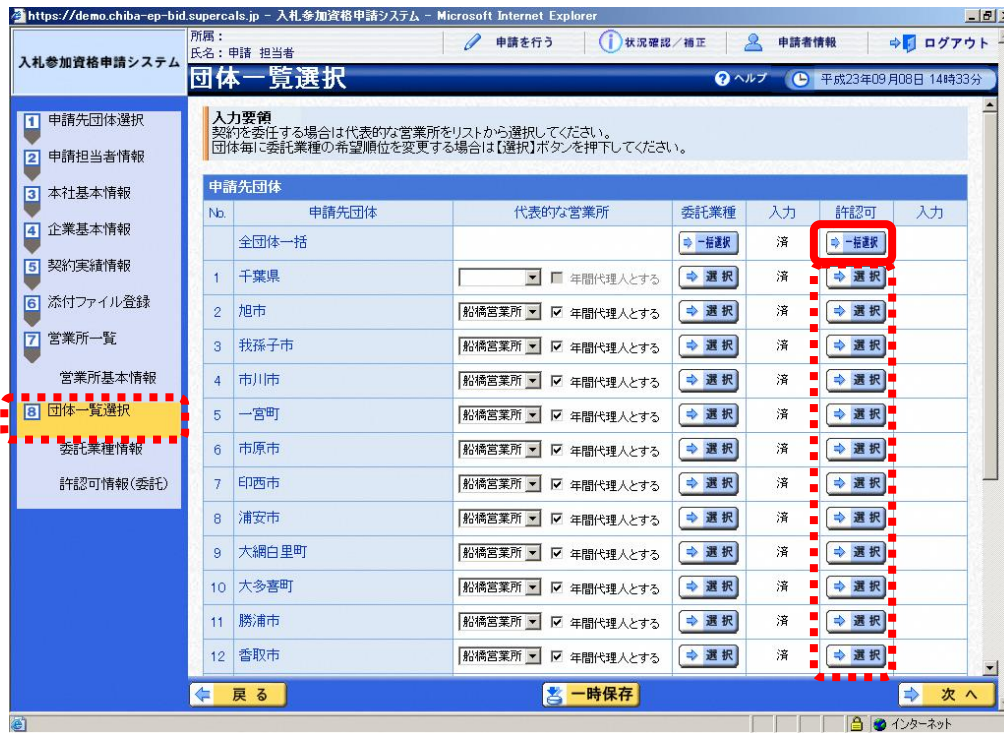 https://demo.chiba-ep-bid.supercals.jp - 入札参加資格申請システム - Microsoft Internet Explorer
入札参加資格申請システム
所属：
氏名：申請 担当者
申請を行う
状況確認／補正
申請者情報
ログアウト
団体一覧選択
ヘルプ
平成23年09月08日 14時33分
1 申請先団体選択
2 申請担当者情報
3 本社基本情報
4 企業基本情報
5 契約実績情報
6 添付ファイル登録
7 営業所一覧
営業所基本情報
8 団体一覧選択
委託業種情報
許認可情報(委託)
入力要領
契約を委任する場合は代表的な営業所をリストから選択してください。
団体毎に委託業種の希望順位を変更する場合は【選択】ボタンを押下してください。
申請先団体
No. 申請先団体 代表的な営業所 委託業種 入力 許認可 入力
全団体一括 一括選択 済 一括選択
1 千葉県 年間代理人とする 選択 済 選択
2 旭市 船橋営業所 年間代理人とする 選択 済 選択
3 我孫子市 船橋営業所 年間代理人とする 選択 済 選択
4 市川市 船橋営業所 年間代理人とする 選択 済 選択
5 一宮町 船橋営業所 年間代理人とする 選択 済 選択
6 市原市 船橋営業所 年間代理人とする 選択 済 選択
7 印西市 船橋営業所 年間代理人とする 選択 済 選択
8 浦安市 船橋営業所 年間代理人とする 選択 済 選択
9 大網白里町 船橋営業所 年間代理人とする 選択 済 選択
10 大多喜町 船橋営業所 年間代理人とする 選択 済 選択
11 勝浦市 船橋営業所 年間代理人とする 選択 済 選択
12 香取市 船橋営業所 年間代理人とする 選択 済 選択
戻る
一時保存
次へ
インターネット